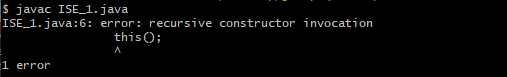 $ javac ISE_1.java
ISE_1.java:6: error: recursive constructor invocation
this();
^
1 error